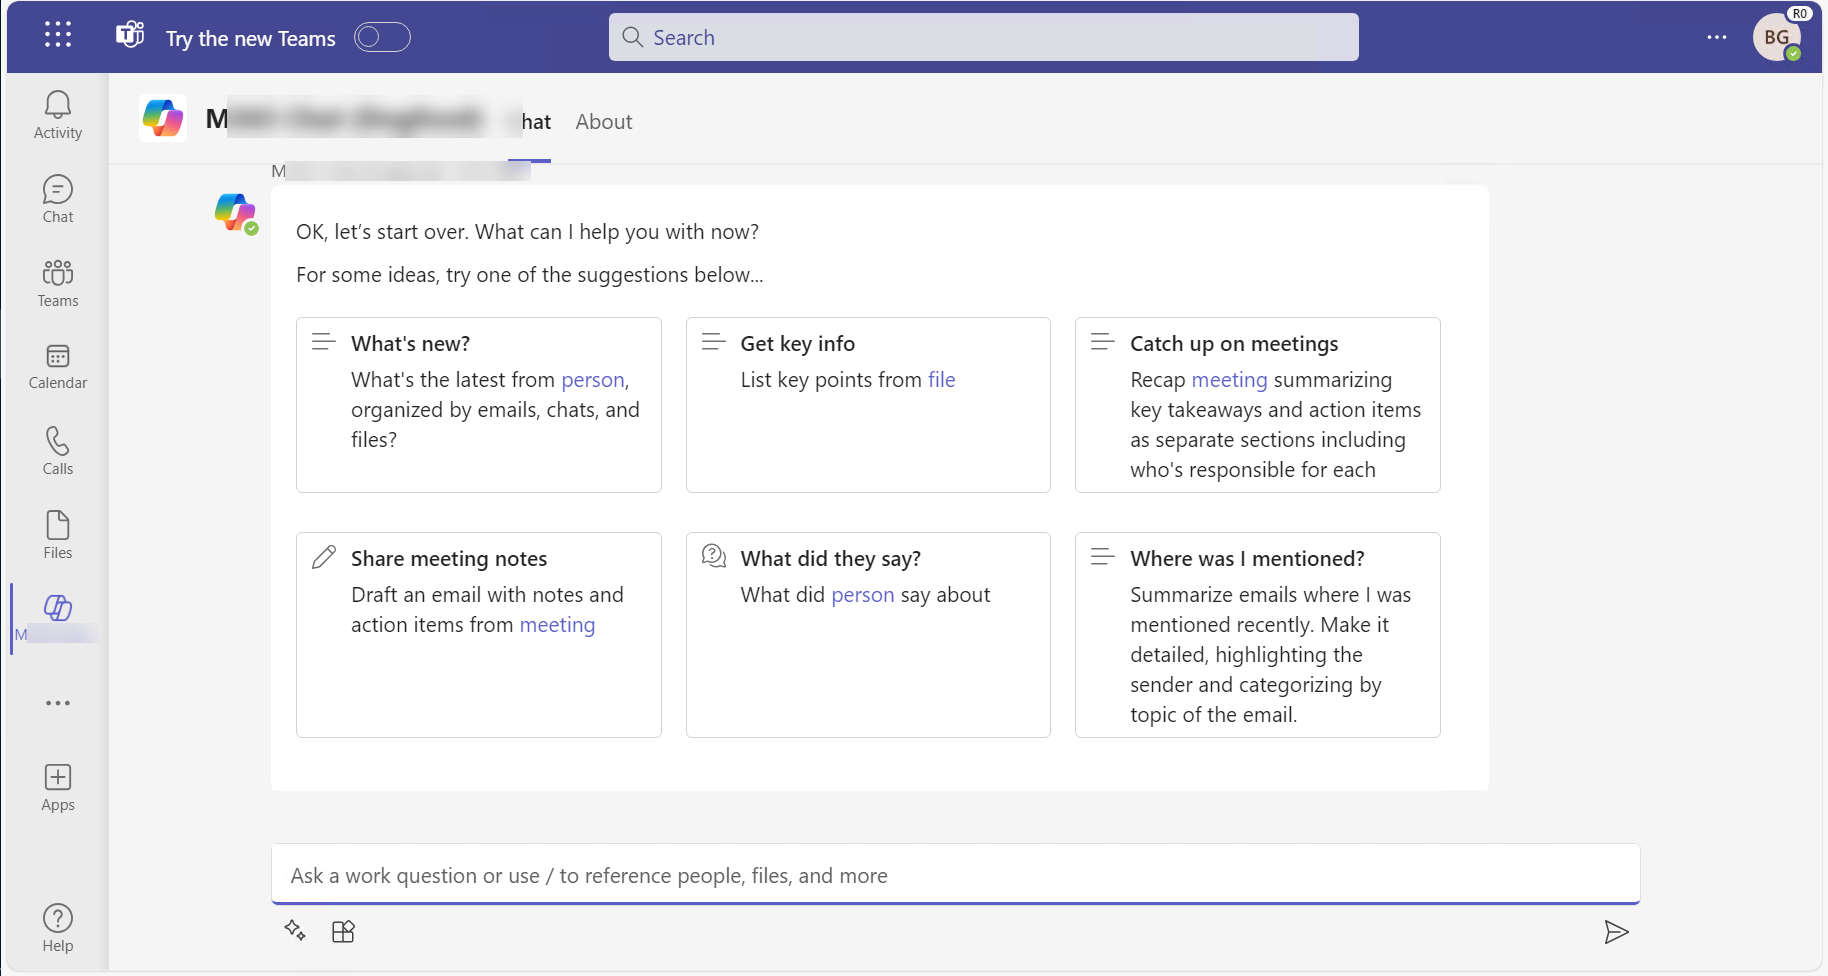 R0
Try the new Teams
Search
BG
Activity
Chat
Teams
Calendar
Calls
Files
Apps
Help
About
OK, let’s start over. What can I help you with now?
For some ideas, try one of the suggestions below...
What's new?
What's the latest from person,
organized by emails, chats, and
files?
Get key info
List key points from file
Catch up on meetings
Recap meeting summarizing
key takeaways and action items
as separate sections including
who's responsible for each
Share meeting notes
Draft an email with notes and
action items from meeting
What did they say?
What did person say about
Where was I mentioned?
Summarize emails where I was
mentioned recently. Make it
detailed, highlighting the
sender and categorizing by
topic of the email.
Ask a work question or use / to reference people, files, and more